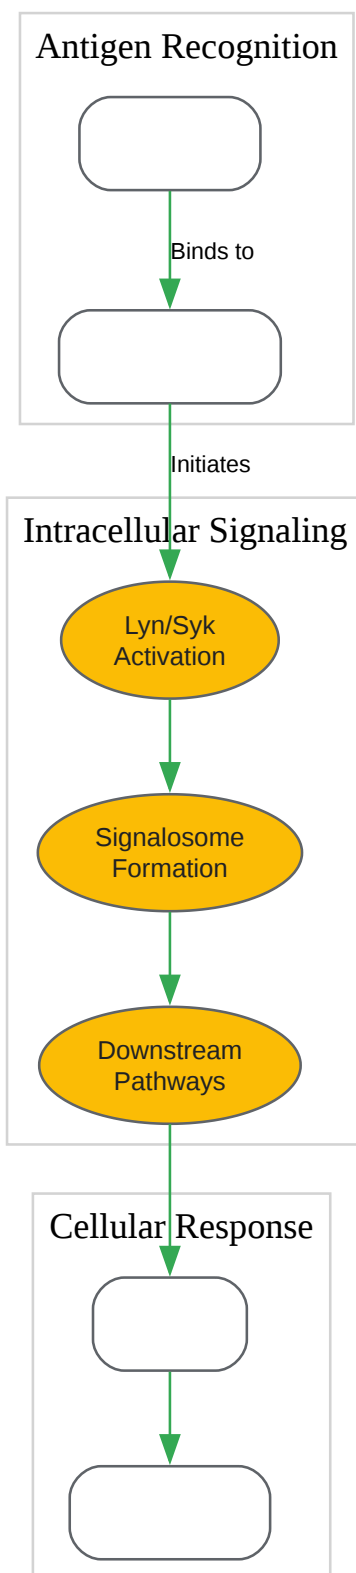 Antigen Recognition
Binds to
Initiates
Intracellular Signaling
Lyn/Syk
Activation
Signalosome
Formation
Downstream
Pathways
Cellular Response